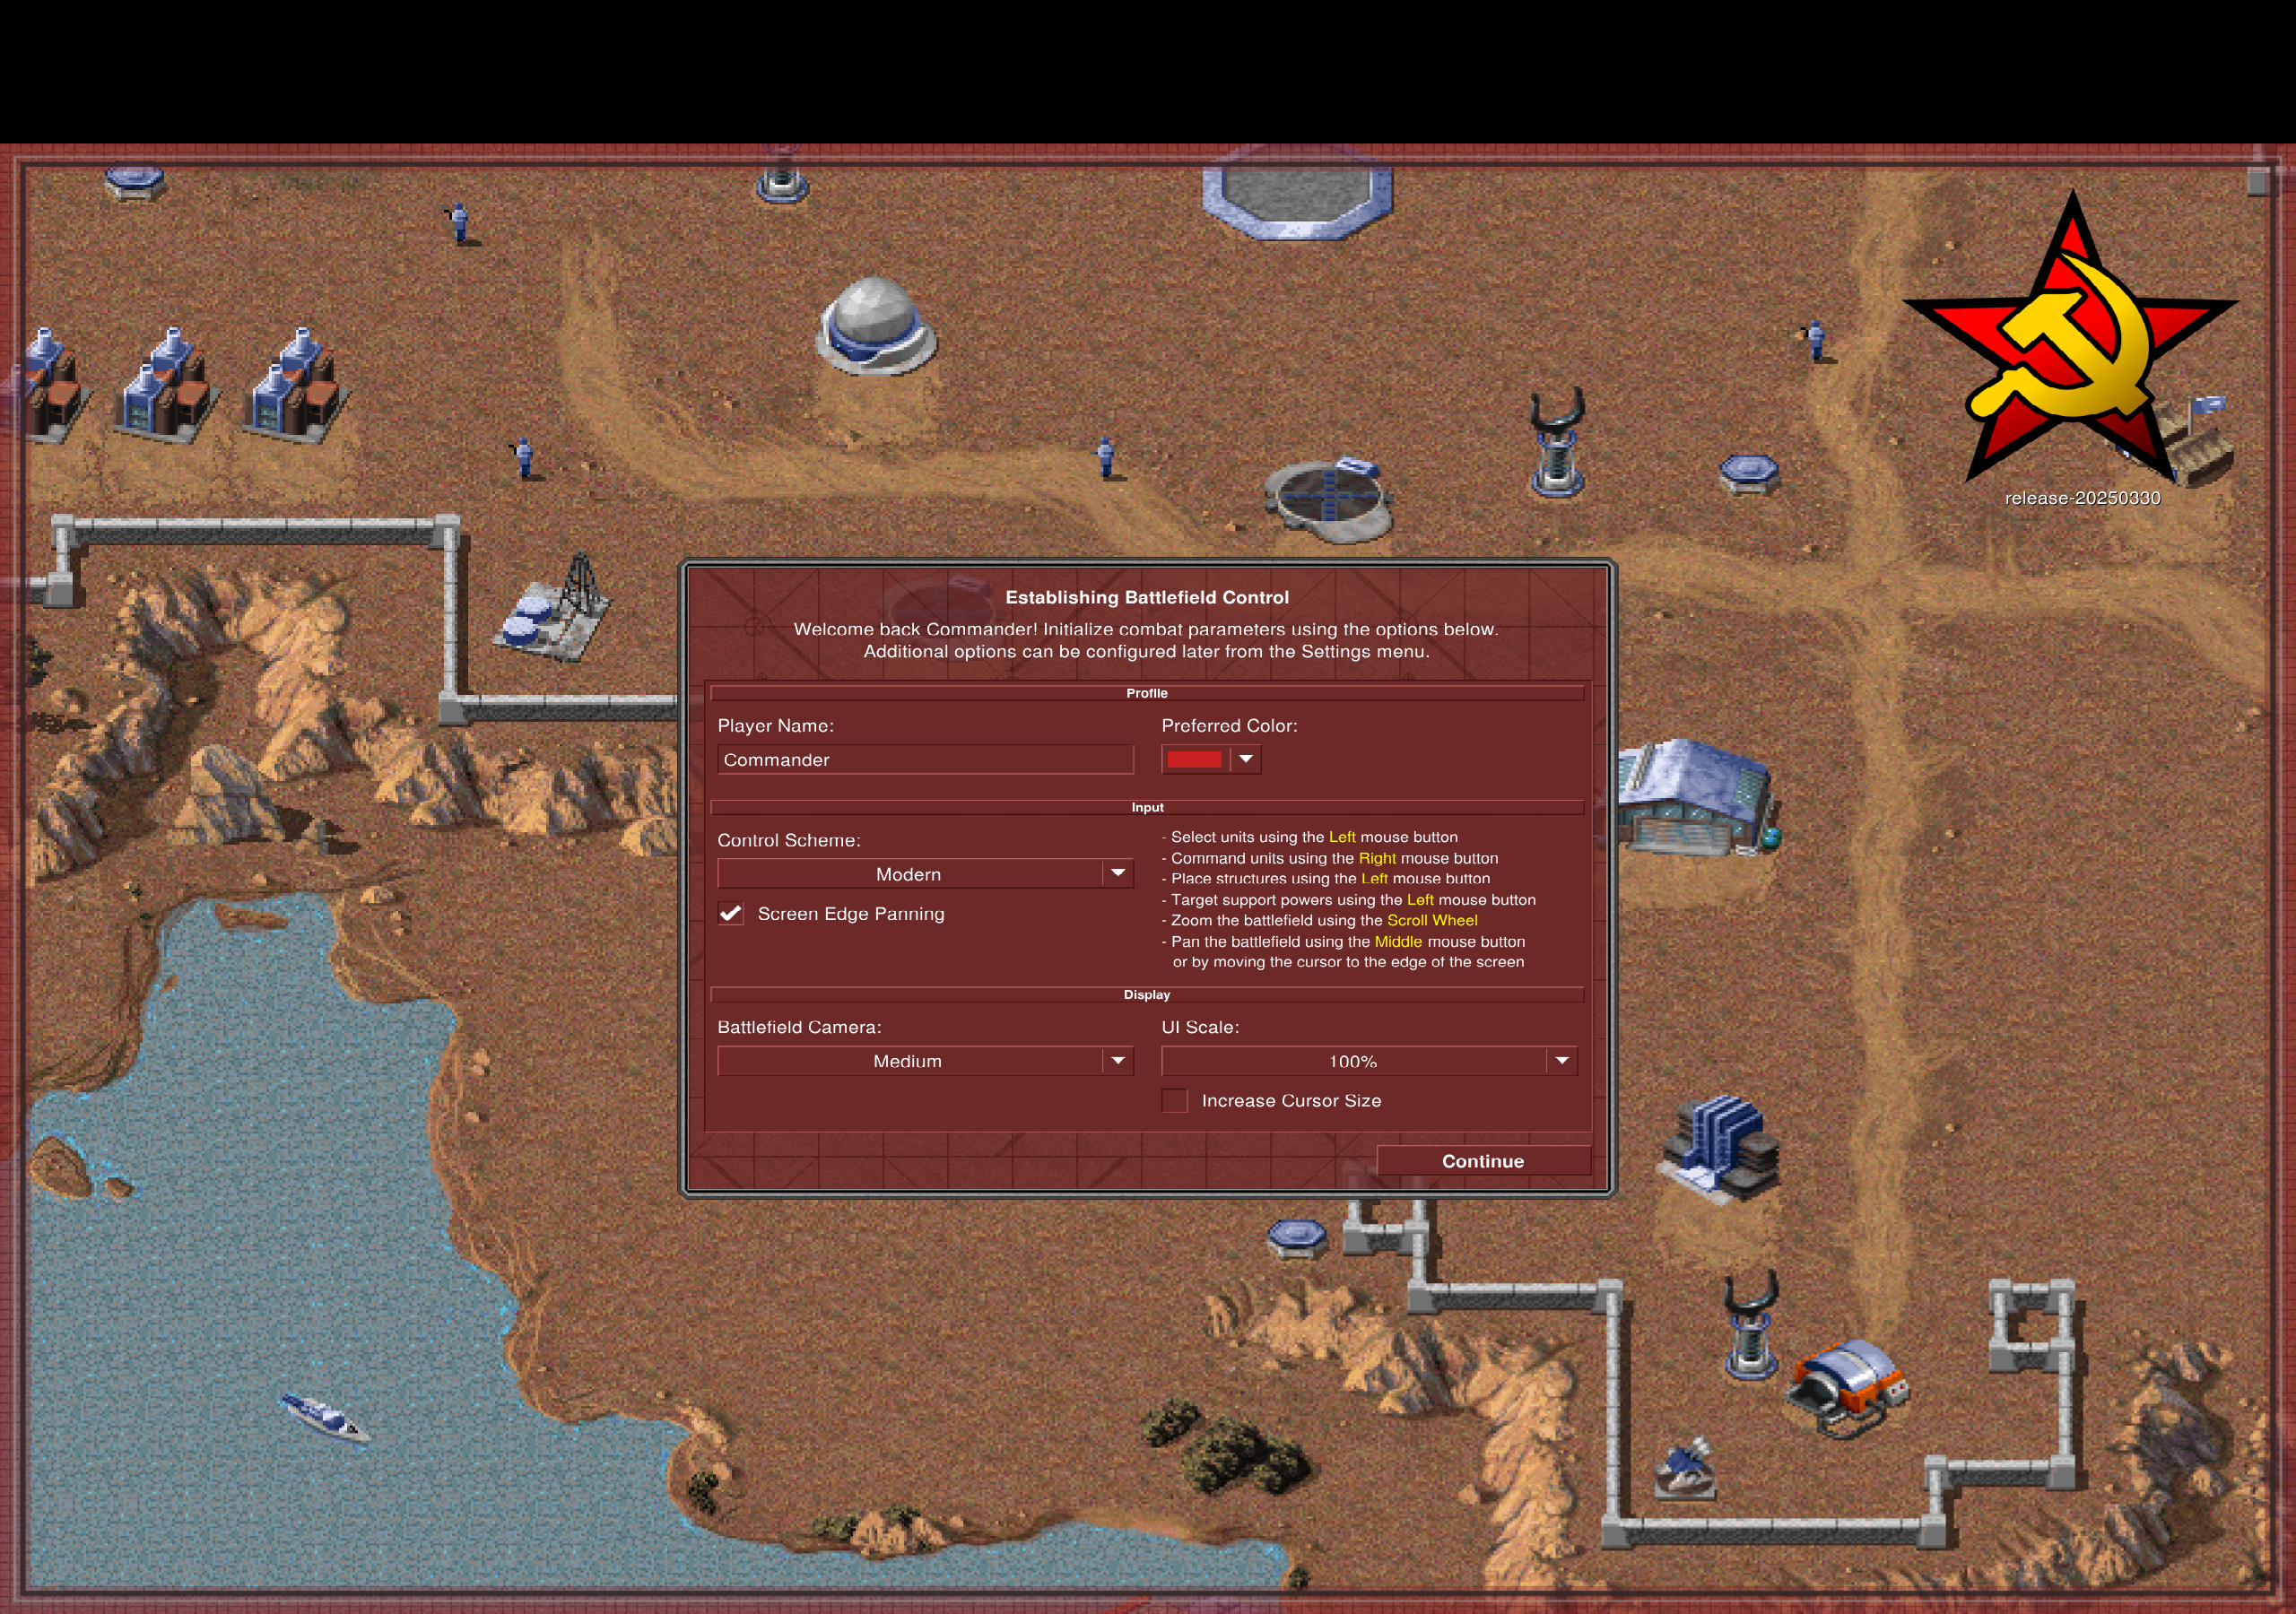 release-20250330
Establishing Battlefield Control
Welcome back Commander! Initialize combat parameters using the options below.
Additional options can be configured later from the Settings menu.
Profile
Player Name:
Preferred Color:
Commander
Input
Control Scheme:
Modern
Screen Edge Panning
- Select units using the Left mouse button
- Command units using the Right mouse button
- Place structures using the Left mouse button
- Target support powers using the Left mouse button
- Zoom the battlefield using the Scroll Wheel
- Pan the battlefield using the Middle mouse button
or by moving the cursor to the edge of the screen
Display
Battlefield Camera:
Medium
UI Scale:
100%
Increase Cursor Size
Continue